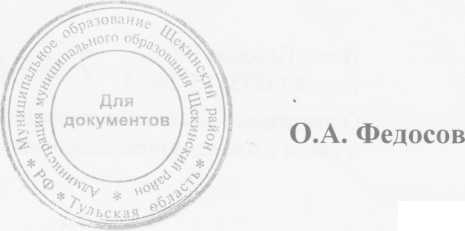 Муниципальное образование Щекинский район
* РФ * Тульская область *
Администрация муниципального образования Щекинский район *
Для
документов
О.А. Федосов